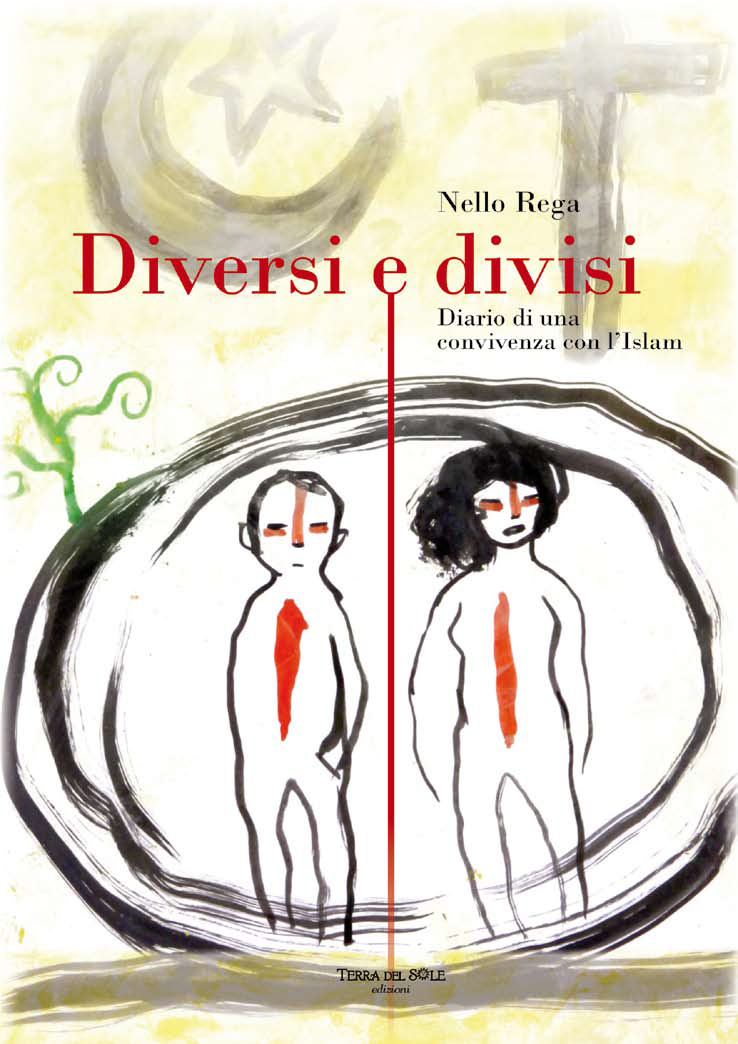 Nello Rega
Diversi e divisi
Diario di una
convivenza con l'Islam
TERRA DEL SOLE
edizioni